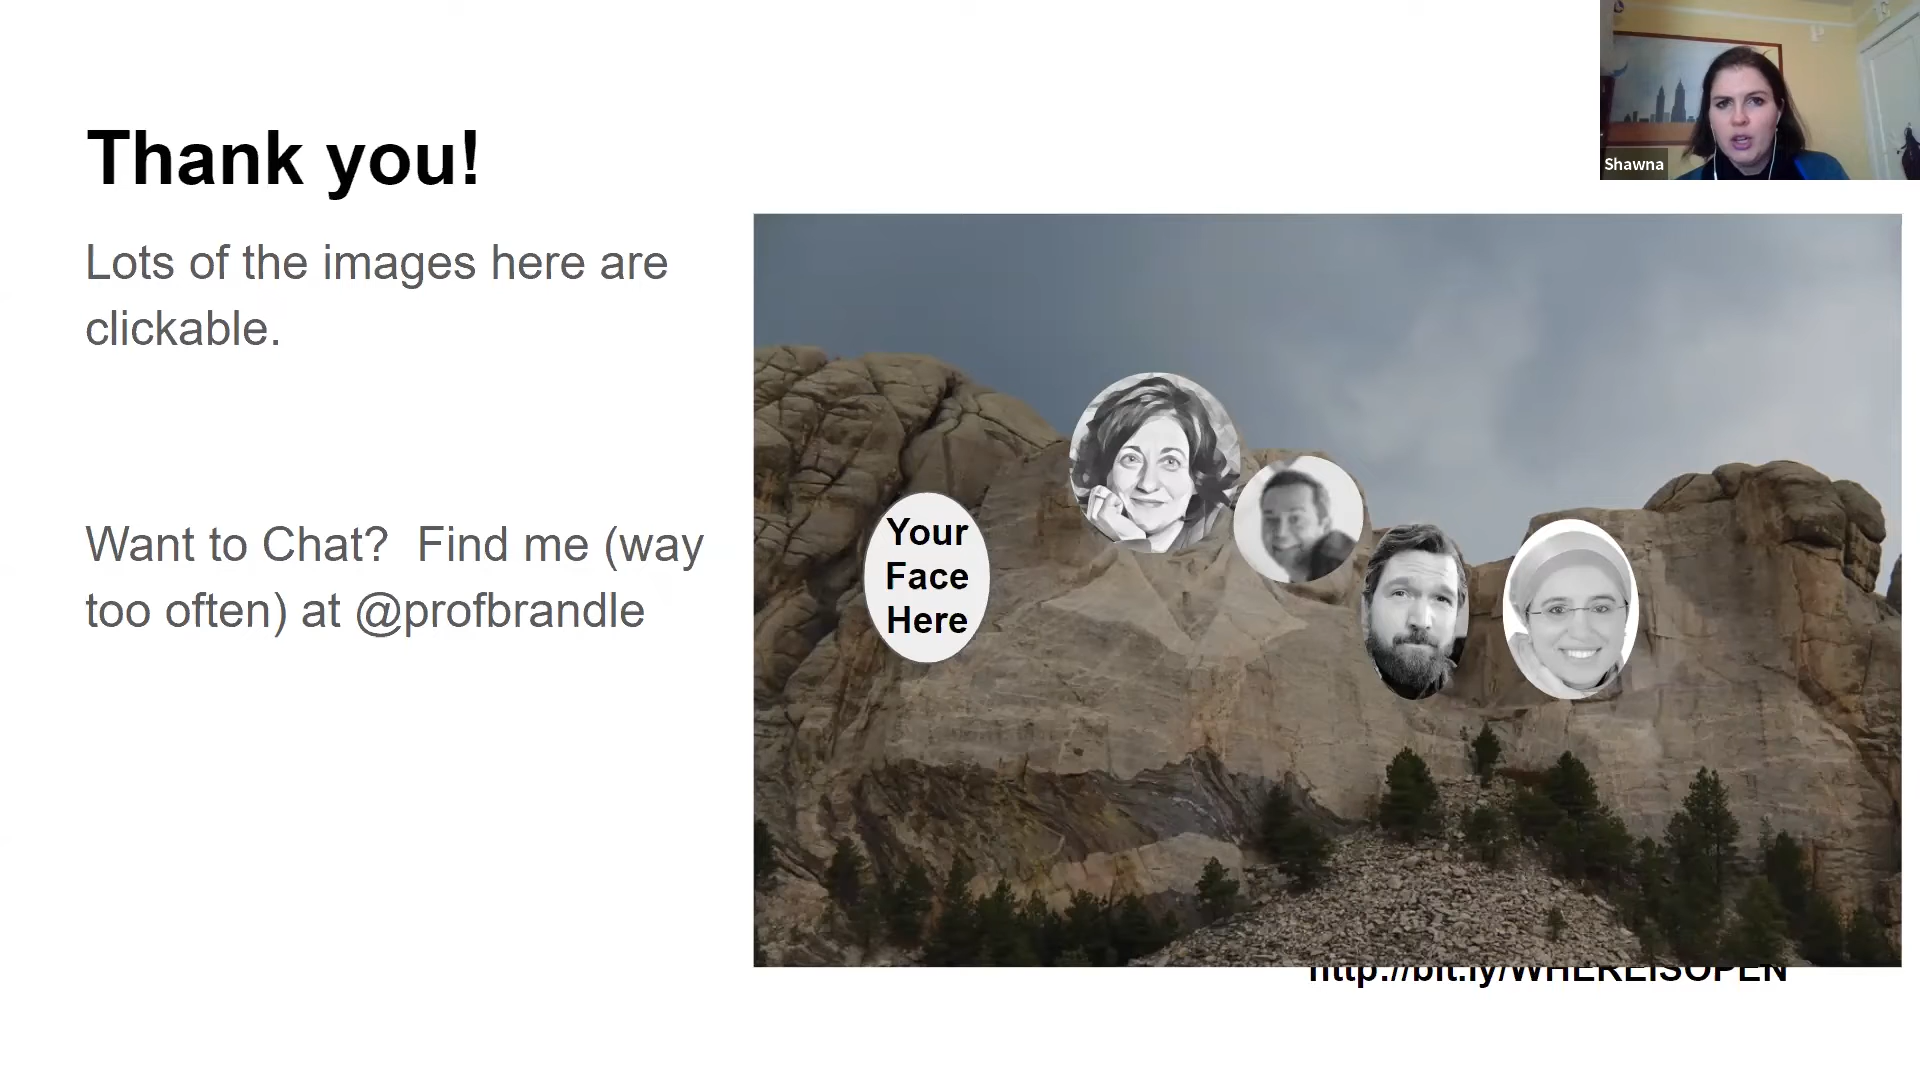 Thank you!
Shawna
Lots of the images here are
clickable.
Want to Chat?  Find me (way
too often) at @profbrandle
Your
Face
Here
http://bit.ly/WHEREISOPEN